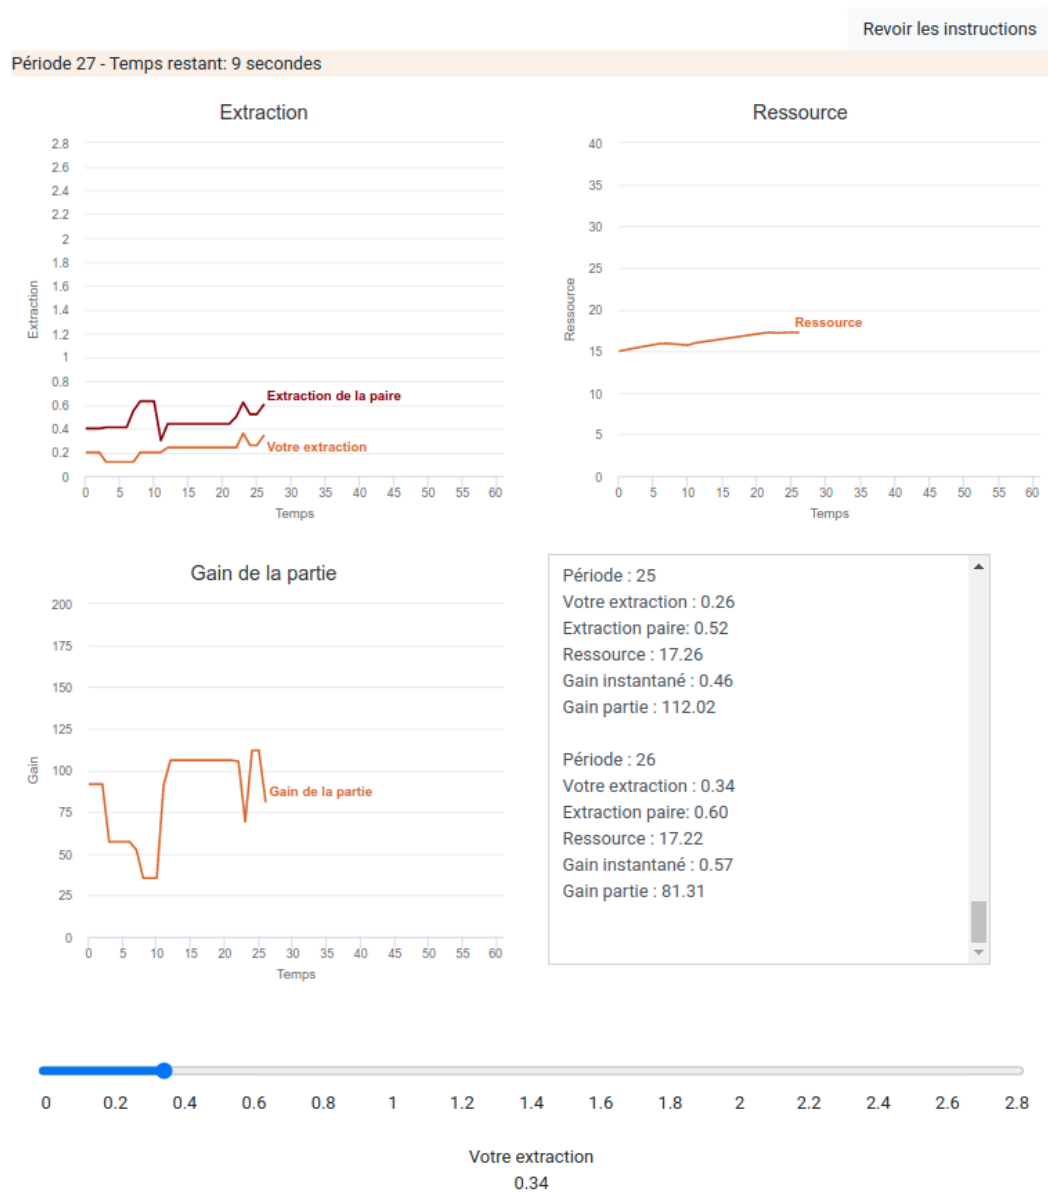 Revoir les instructions
Période 27 - Temps restant: 9 secondes
Extraction
2.8
2.6
2.4
2.2
2
1.8
1.6
1.4
1.2
1
0.8
0.6
0.4
0.2
0
Extraction
Extraction de la paire
Votre extraction
0 5 10 15 20 25 30 35 40 45 50 55 60
Temps
Ressource
40
35
30
25
20
15
10
5
0
Ressource
Ressource
0 5 10 15 20 25 30 35 40 45 50 55 60
Temps
Gain de la partie
200
175
150
125
100
75
50
25
0
Gain
Gain de la partie
0 5 10 15 20 25 30 35 40 45 50 55 60
Temps
Période : 25
Votre extraction : 0.26
Extraction paire: 0.52
Ressource : 17.26
Gain instantané : 0.46
Gain partie : 112.02
Période : 26
Votre extraction : 0.34
Extraction paire: 0.60
Ressource : 17.22
Gain instantané : 0.57
Gain partie : 81.31
0 0.2 0.4 0.6 0.8 1 1.2 1.4 1.6 1.8 2 2.2 2.4 2.6 2.8
Votre extraction
0.34